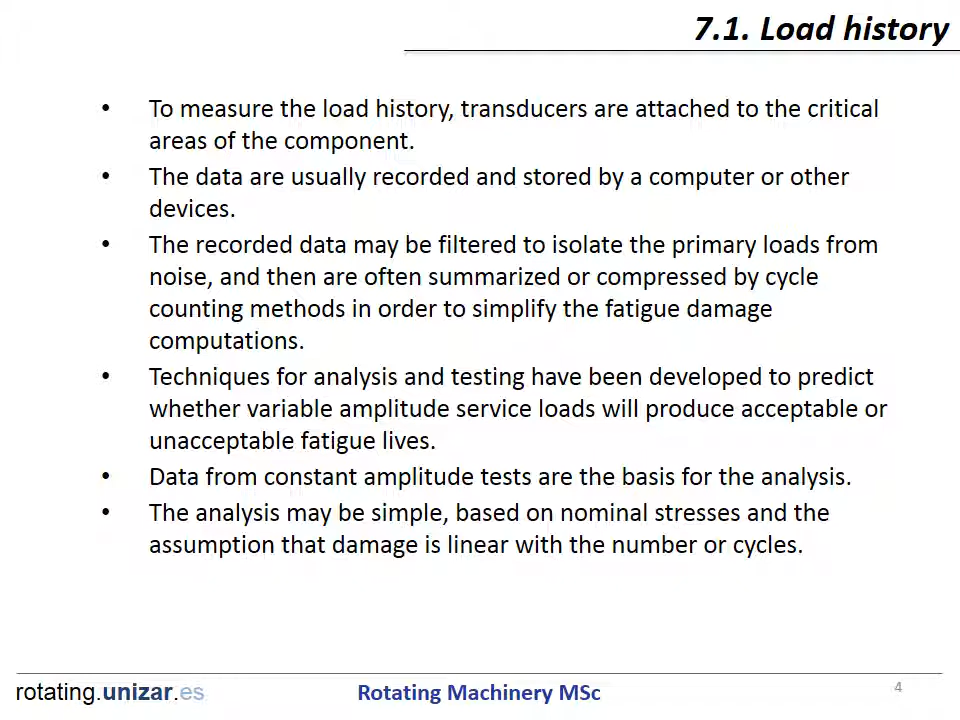 7.1. Load history
• To measure the load history, transducers are attached to the critical
areas of the component.
• The data are usually recorded and stored by a computer or other
devices.
• The recorded data may be filtered to isolate the primary loads from
noise, and then are often summarized or compressed by cycle
counting methods in order to simplify the fatigue damage
computations.
• Techniques for analysis and testing have been developed to predict
whether variable amplitude service loads will produce acceptable or
unacceptable fatigue lives.
• Data from constant amplitude tests are the basis for the analysis.
• The analysis may be simple, based on nominal stresses and the
assumption that damage is linear with the number or cycles.
rotating.unizar.es
Rotating Machinery MSc
4